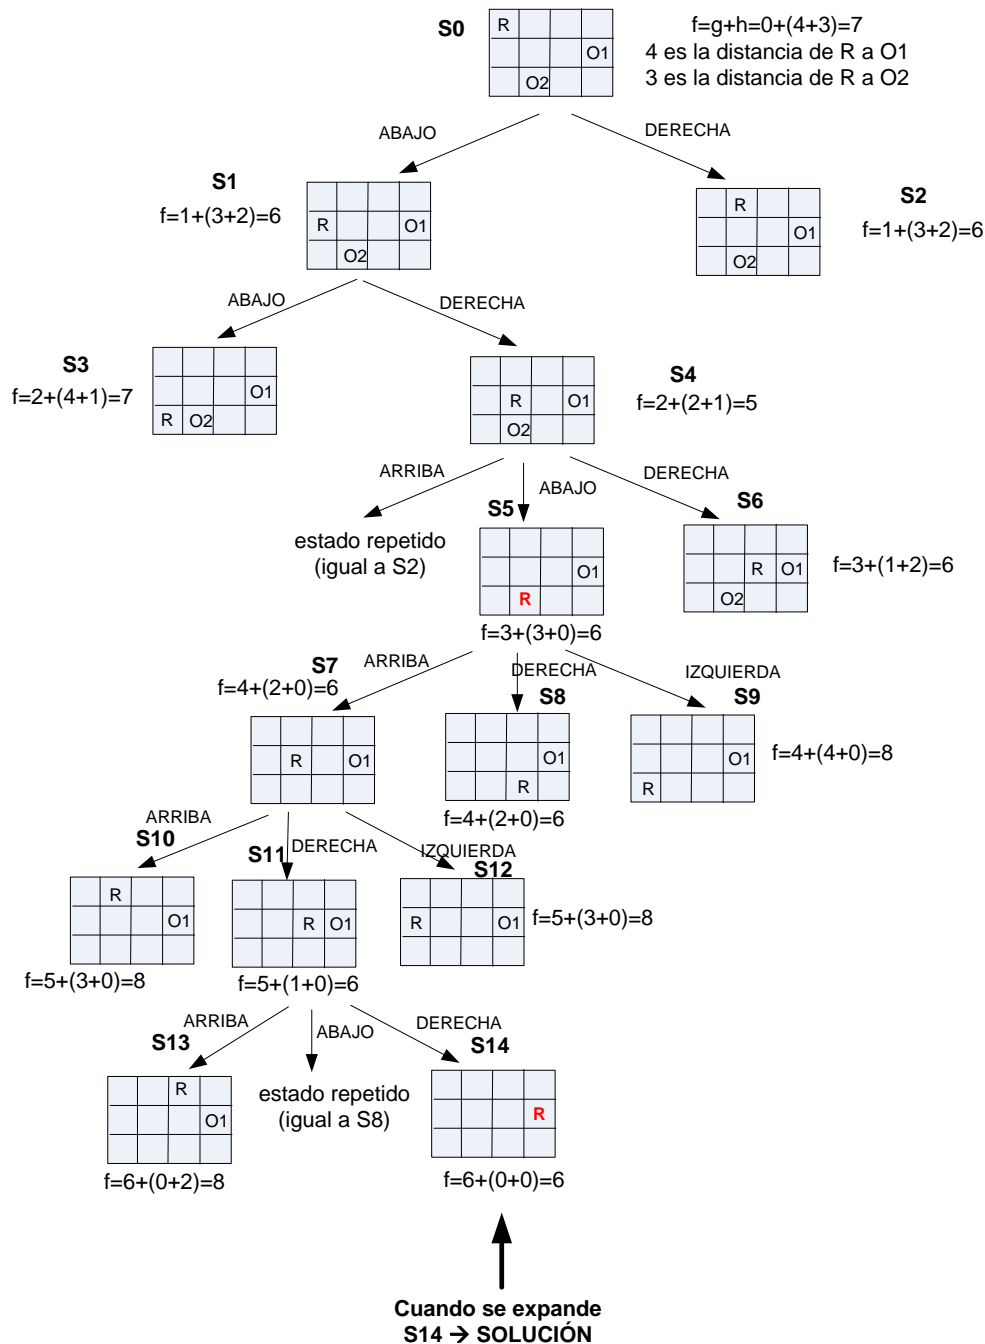 S0
R
O1
O2
f=g+h=0+(4+3)=7
4 es la distancia de R a O1
3 es la distancia de R a O2
ABAJO
DERECHA
S1
f=1+(3+2)=6
R
O1
O2
S2
R
O1
O2
f=1+(3+2)=6
ABAJO
DERECHA
S3
f=2+(4+1)=7
O1
R O2
S4
R
O1
O2
f=2+(2+1)=5
ARRIBA
ABAJO
DERECHA
estado repetido
(igual a S2)
S5
O1
R
f=3+(3+0)=6
S6
R O1
O2
f=3+(1+2)=6
ARRIBA
DERECHA
IZQUIERDA
S7
f=4+(2+0)=6
R
O1
S8
O1
R
f=4+(2+0)=6
S9
O1
R
f=4+(4+0)=8
ARRIBA
DERECHA
IZQUIERDA
S10
R
O1
f=5+(3+0)=8
S11
R O1
f=5+(1+0)=6
S12
R
O1
f=5+(3+0)=8
ARRIBA
ABAJO
DERECHA
S13
R
O1
f=6+(0+2)=8
estado repetido
(igual a S8)
S14
R
f=6+(0+0)=6
Cuando se expande
S14 → SOLUCIÓN